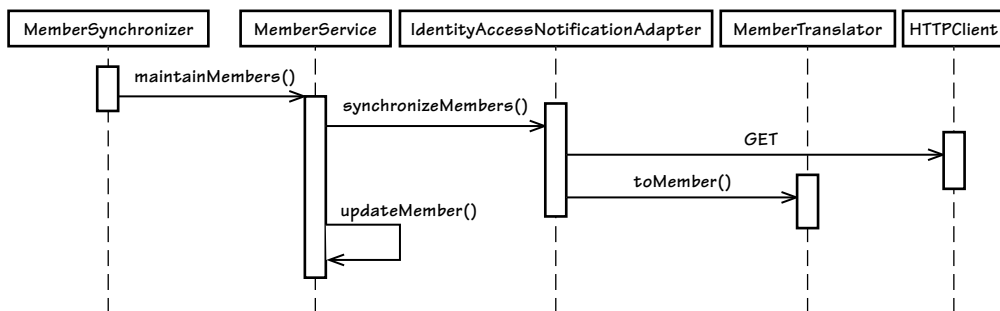 MemberSynchronizer
MemberService
IdentityAccessNotificationAdapter
MemberTranslator
HTTPClient
maintainMembers()
synchronizeMembers()
GET
toMember()
updateMember()